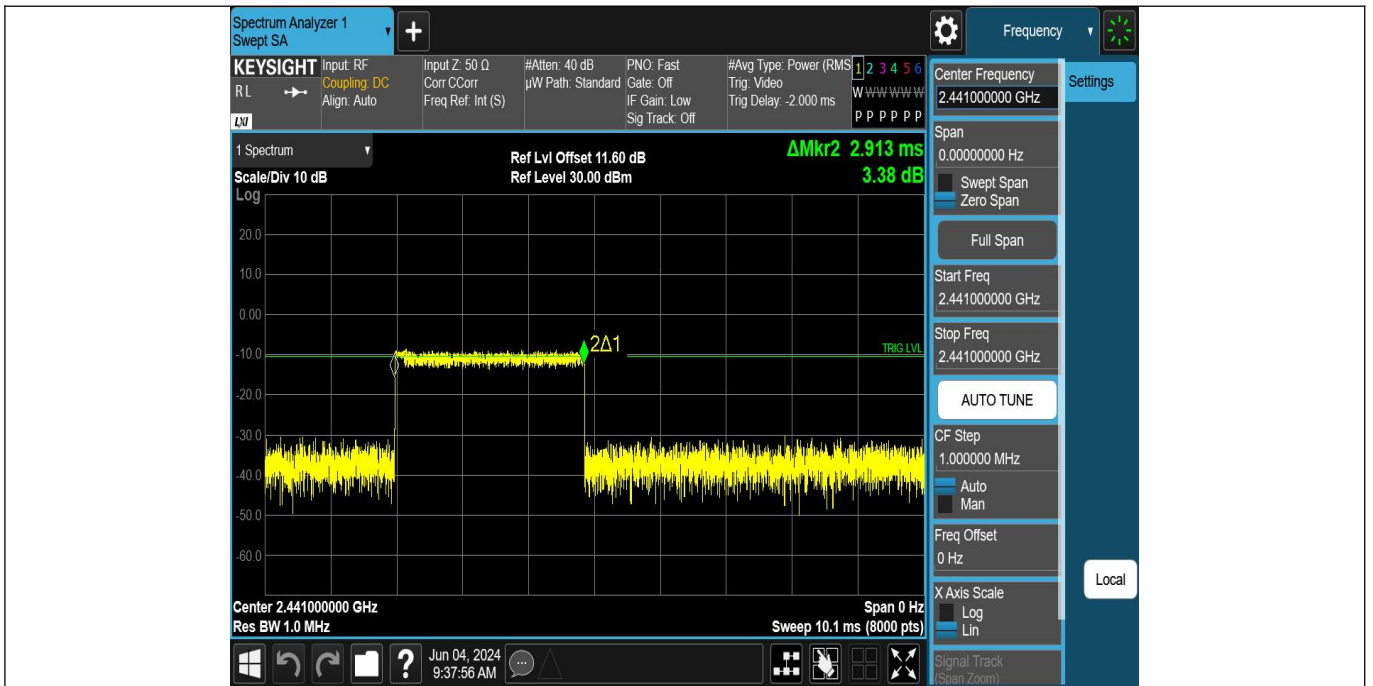 Spectrum Analyzer 1
Swept SA
+
Frequency
KEYSIGHT
RL
LXI
Input: RF
Coupling: DC
Align: Auto
Input Z: 50 Ω
Corr CCorr
Freq Ref: Int (S)
#Atten: 40 dB
µW Path: Standard
PNO: Fast
Gate: Off
IF Gain: Low
Sig Track: Off
#Avg Type: Power (RMS
Trig: Video
Trig Delay: -2.000 ms
1 2 3 4 5 6
W W W W W W
P P P P P P
1 Spectrum
Scale/Div 10 dB
Log
Ref Lvl Offset 11.60 dB
Ref Level 30.00 dBm
ΔMkr2 2.913 ms
3.38 dB
20.0
10.0
0.00
-10.0
-20.0
-30.0
-40.0
-50.0
-60.0
2Δ1
TRIG LVL
Center 2.441000000 GHz
Res BW 1.0 MHz
Span 0 Hz
Sweep 10.1 ms (8000 pts)
?
Jun 04, 2024
9:37:56 AM
Center Frequency
2.441000000 GHz
Settings
Span
0.00000000 Hz
Swept Span
Zero Span
Full Span
Start Freq
2.441000000 GHz
Stop Freq
2.441000000 GHz
AUTO TUNE
CF Step
1.000000 MHz
Auto
Man
Freq Offset
0 Hz
Local
X Axis Scale
Log
Lin
Signal Track
(Span Zoom)